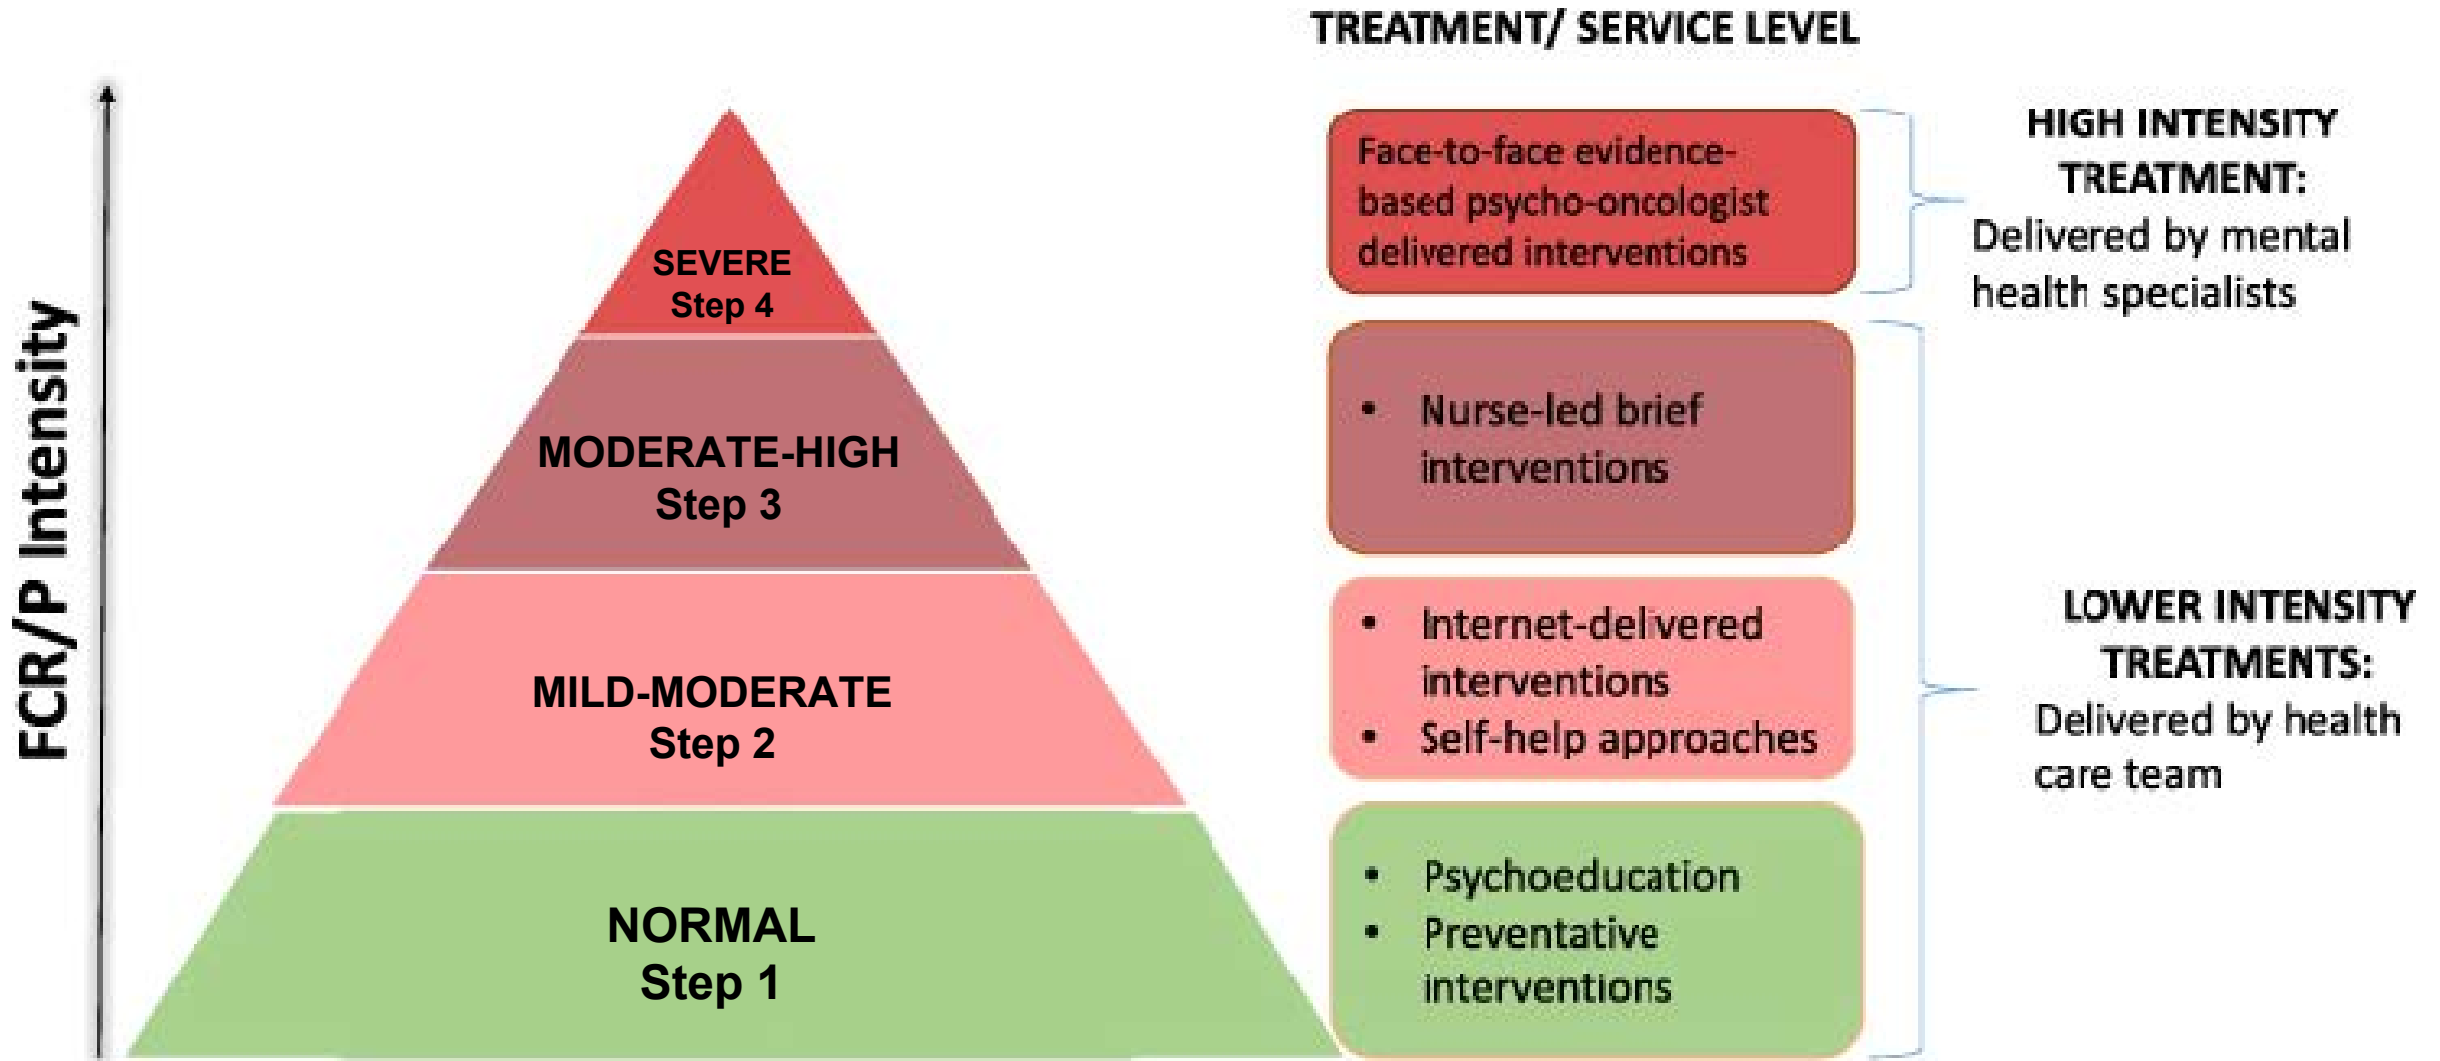 TREATMENT/ SERVICE LEVEL
FCR/P Intensity
SEVERE
Step 4
MODERATE-HIGH
Step 3
MILD-MODERATE
Step 2
NORMAL
Step 1
Face-to-face evidence-
based psycho-oncologist
delivered interventions
• Nurse-led brief
interventions
• Internet-delivered
interventions
• Self-help approaches
• Psychoeducation
• Preventative
interventions
HIGH INTENSITY
TREATMENT:
Delivered by mental
health specialists
LOWER INTENSITY
TREATMENTS:
Delivered by health
care team